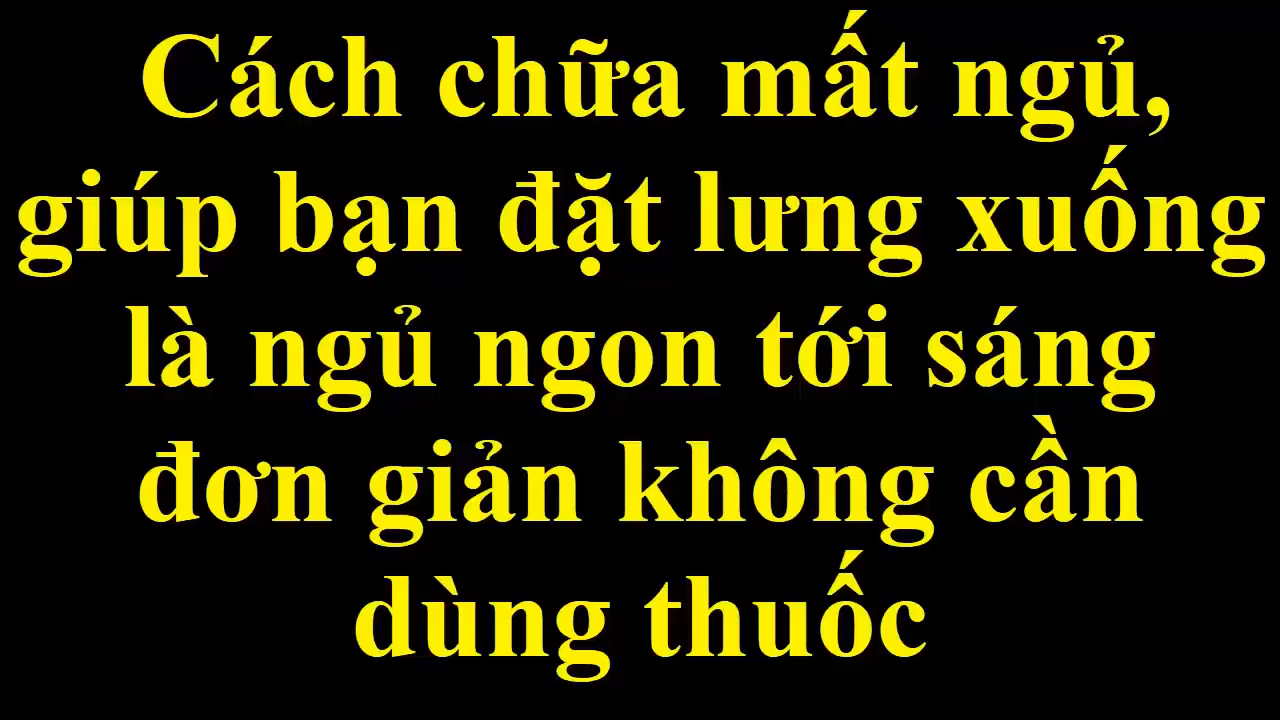 Cách chữa mất ngủ,
giúp bạn đặt lưng xuống
là ngủ ngon tới sáng
đơn giản không cần
dùng thuốc